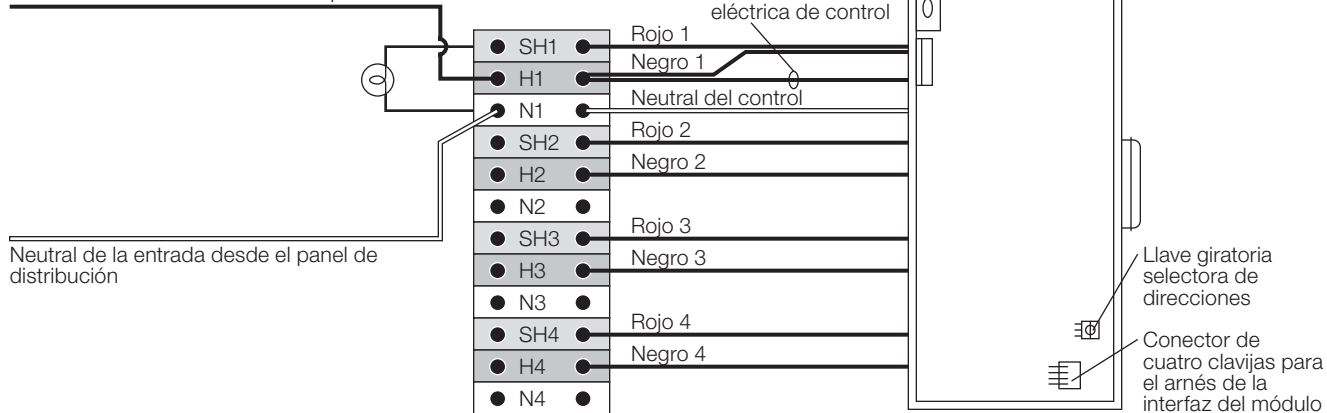 eléctrica de control
SH1
H1
N1
SH2
H2
N2
SH3
H3
N3
SH4
H4
N4
Rojo 1
Negro 1
Neutral del control
Rojo 2
Negro 2
Rojo 3
Negro 3
Rojo 4
Negro 4
Neutral de la entrada desde el panel de
distribución
Llave giratoria
selectora de
direcciones
Conector de
cuatro clavijas para
el arnés de la
interfaz del módulo